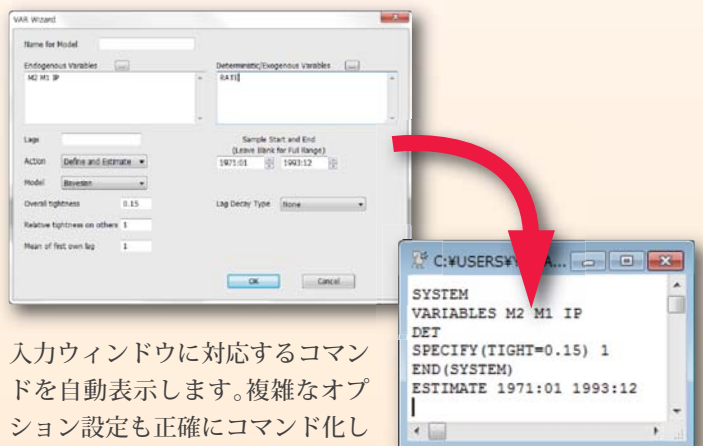 VAR Wizard
Name for Model
Endogenous Variables ...
Deterministic/Exogenous Variables ...
M2 M1 IP
RATE
Lags
Sample Start and End
(Leave Blank for Full Range)
Action Define and Estimate
1971:01 1993:12
Model Bayesian
Overall tightness 0.15
Lag Decay Type None
Relative tightness on others 1
Mean of first own lag 1
OK Cancel
C:¥USERS¥
SYSTEM
VARIABLES M2 M1 IP
DET
SPECIFY(TIGHT=0.15) 1
END(SYSTEM)
ESTIMATE 1971:01 1993:12
入力ウィンドウに対応するコマン
ドを自動表示します。複雑なオプ
ション設定も正確にコマンド化し